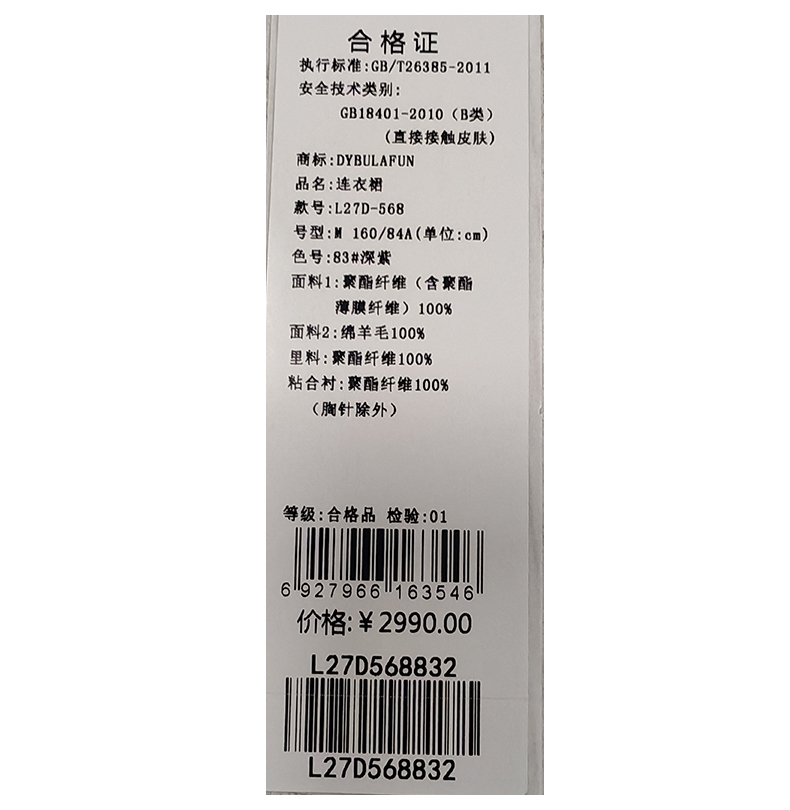 合格证
执行标准:GB/T26385-2011
安全技术类别:
GB18401-2010（B类）
(直接接触皮肤)
商标:DYBULAFUN
品名:连衣裙
款号:L27D-568
号型:M 160/84A(单位:cm)
色号:83#深紫
面料1:聚酯纤维（含聚酯
薄膜纤维）100%
面料2:绵羊毛100%
里料:聚酯纤维100%
粘合衬:聚酯纤维100%
（胸针除外）
等级:合格品 检验:01
6 927966 163546
价格:￥2990.00
L27D568832
L27D568832